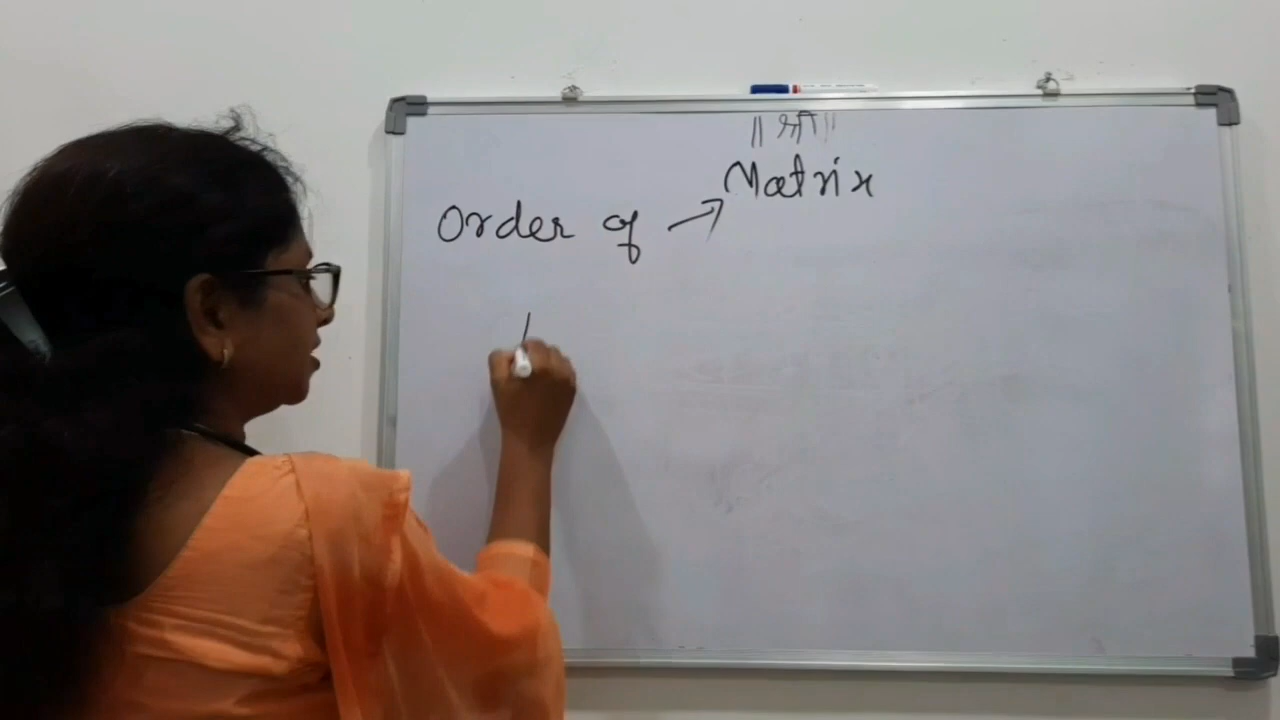 ॥ श्री ॥
Matrix
Order of →